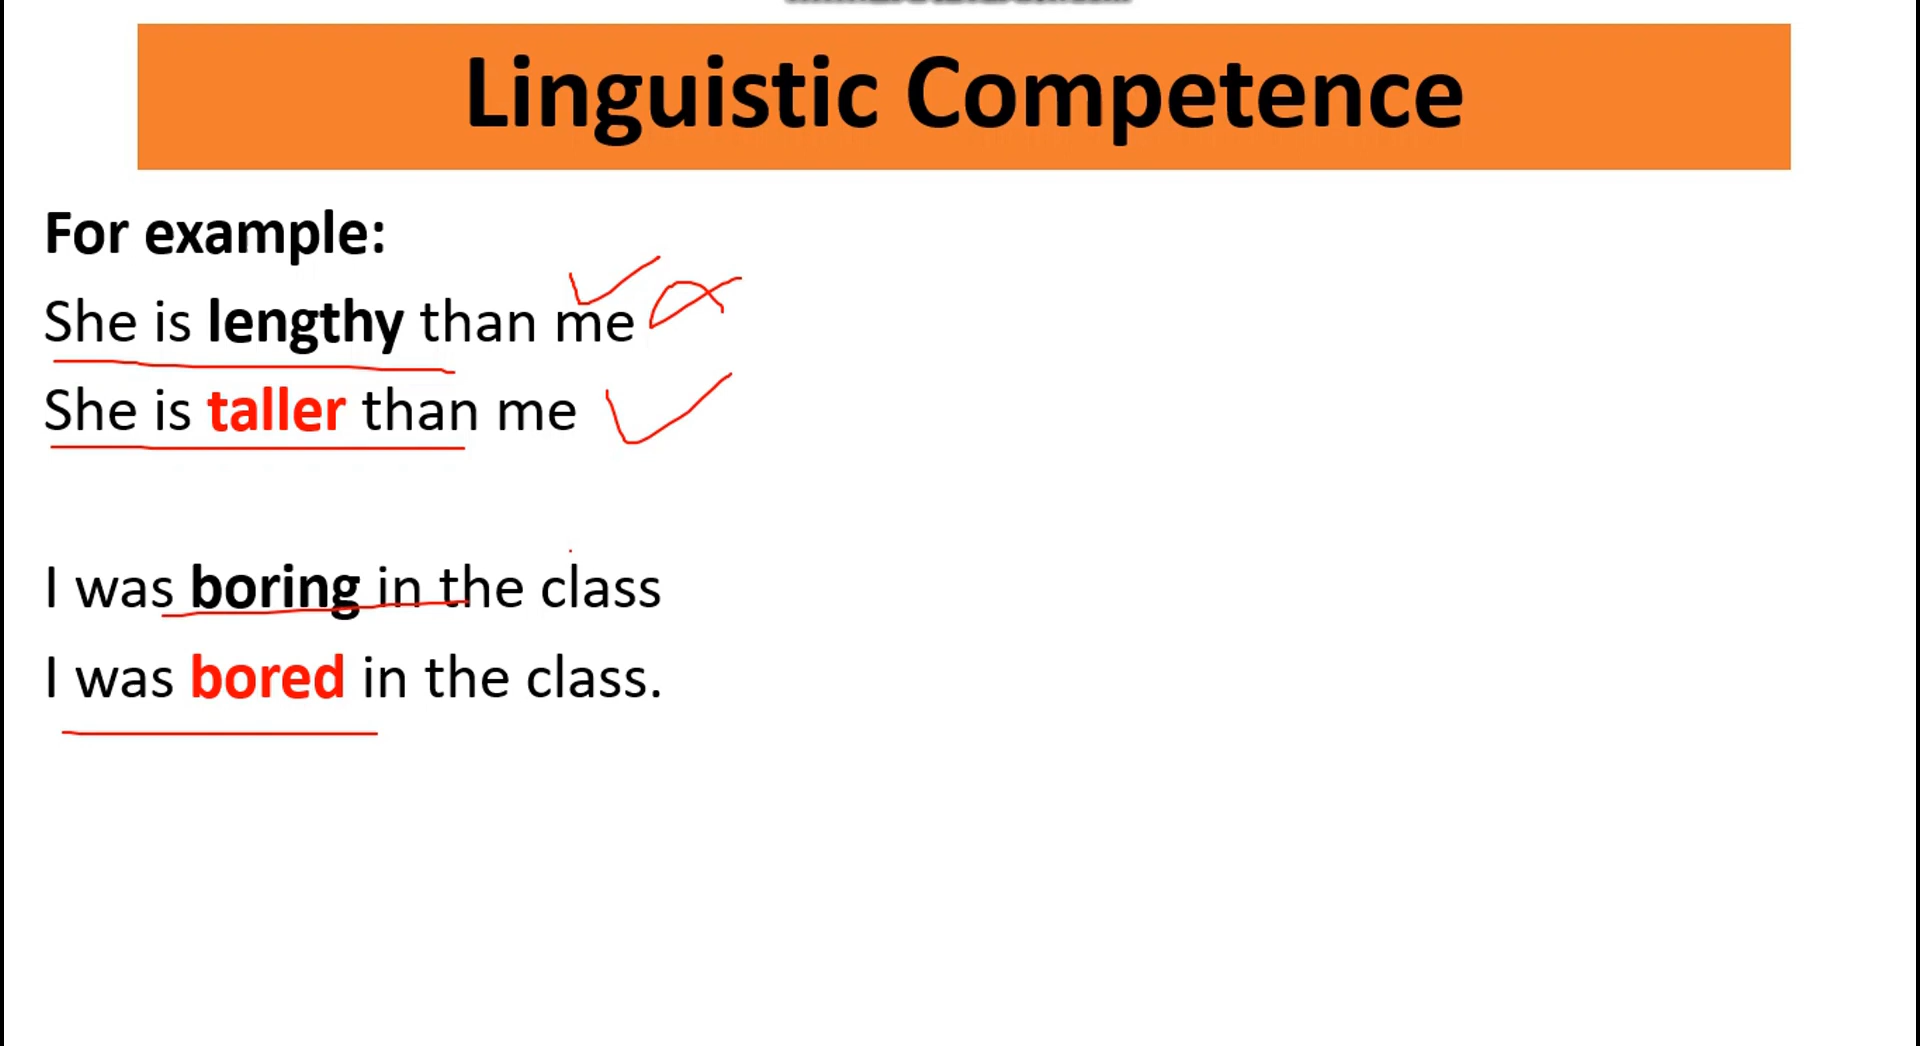 Linguistic Competence
For example:
She is lengthy than me
She is taller than me
I was boring in the class
I was bored in the class.